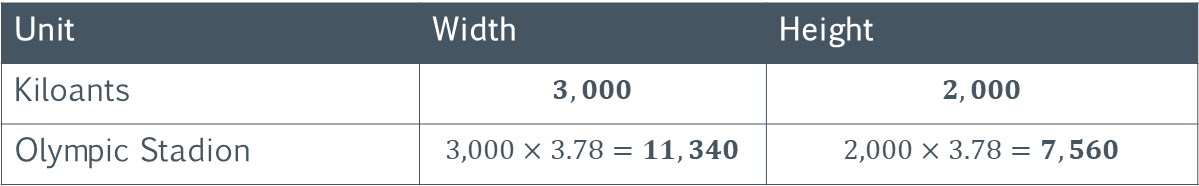 Unit Width Height
Kiloants 3,000 2,000
Olympic Stadion 3,000 × 3.78 = 11,340 2,000 × 3.78 = 7,560